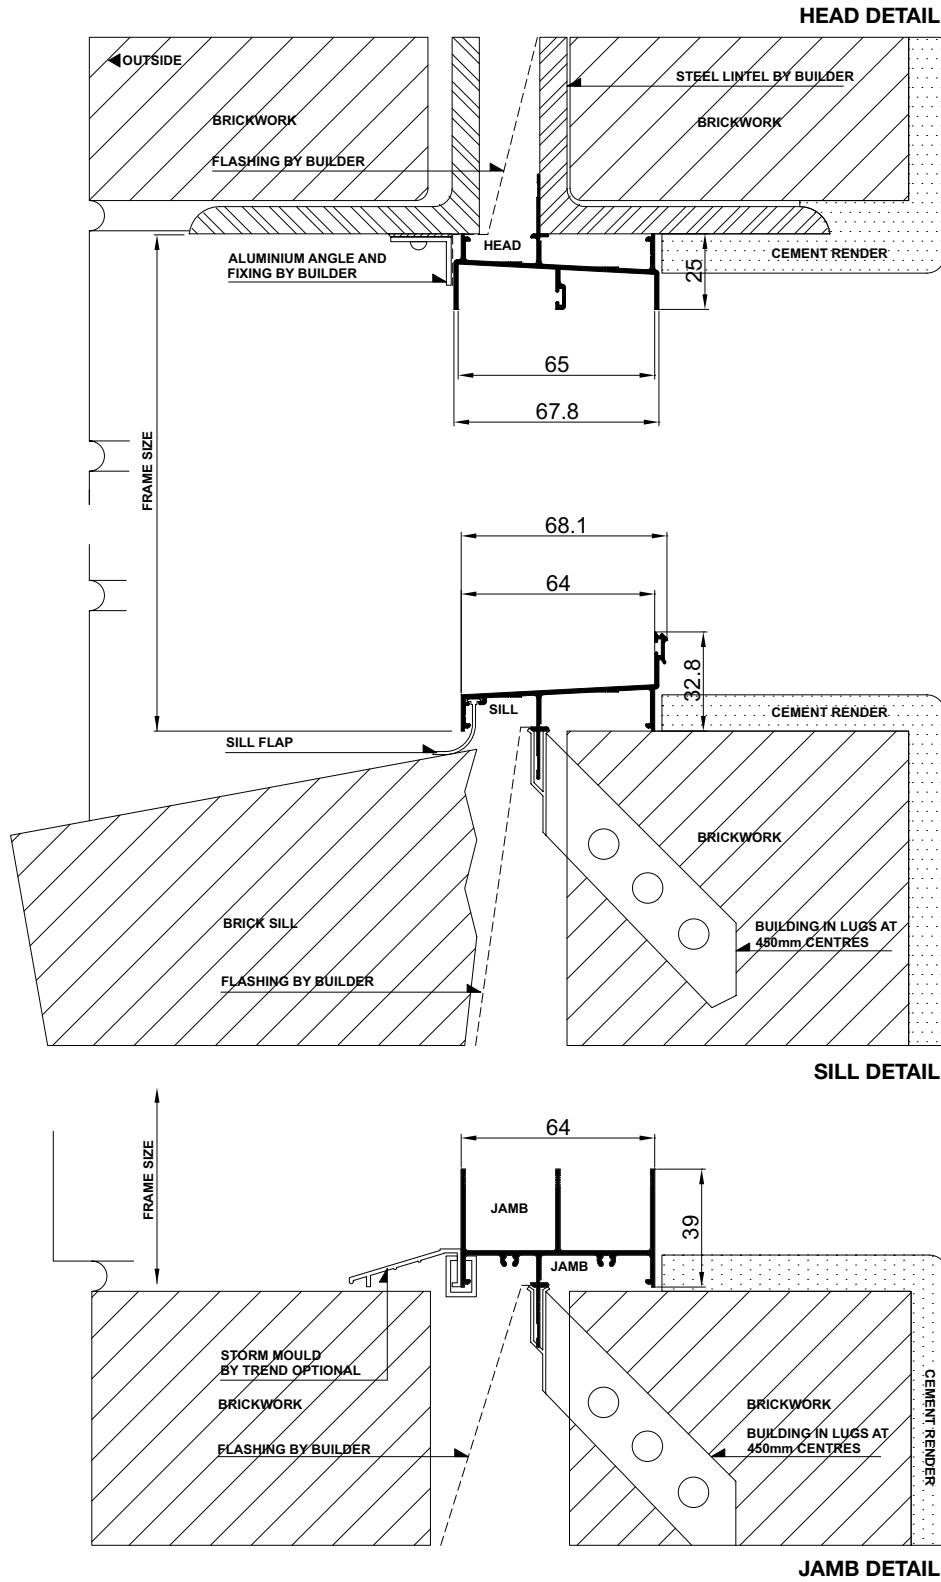 HEAD DETAIL
OUTSIDE
STEEL LINTEL BY BUILDER
BRICKWORK
BRICKWORK
FLASHING BY BUILDER
HEAD
ALUMINIUM ANGLE AND
FIXING BY BUILDER
CEMENT RENDER
25
65
67.8
FRAME SIZE
68.1
64
32.8
SILL
CEMENT RENDER
SILL FLAP
BRICKWORK
BRICK SILL
BUILDING IN LUGS AT
450mm CENTRES
FLASHING BY BUILDER
SILL DETAIL
64
FRAME SIZE
JAMB
39
JAMB
STORM MOULD
BY TREND OPTIONAL
BRICKWORK
BRICKWORK
CEMENT RENDER
BUILDING IN LUGS AT
450mm CENTRES
FLASHING BY BUILDER
JAMB DETAIL